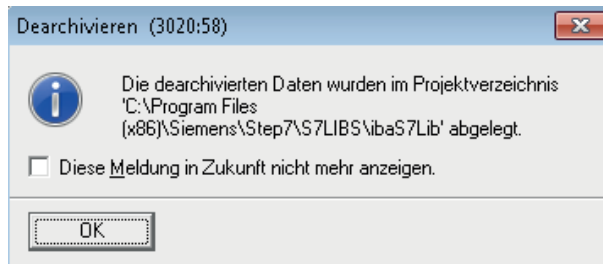 Dearchivieren (3020:58)
Die dearchivierten Daten wurden im Projektverzeichnis
'C:\Program Files
(x86)\Siemens\Step7\S7LIBS\ibaS7Lib' abgelegt.
Diese Meldung in Zukunft nicht mehr anzeigen.
OK